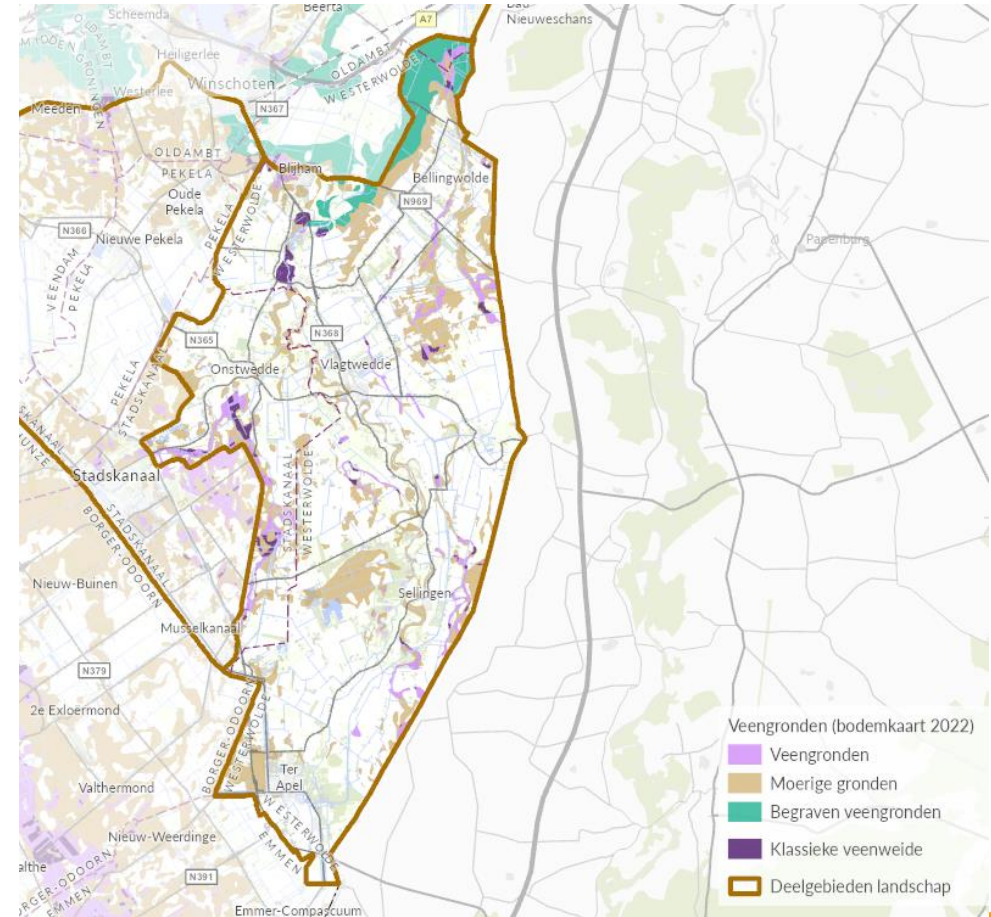 Beerta
A7
Nieuweschans
Scheemda
MIDDEN-GRONINGEN
OLDAMBT
Heiligerlee
OLDAMBT
WESTERWOLDE
Winschoten
Westerlee
N367
Meeden
OLDAMBT
PEKELA
Blijham
Bellingwolde
Oude
Pekela
N969
N366
Nieuwe Pekela
PEKELA
WESTERWOLDE
VEENDAM
PEKELA
N365
N368
Onstwedde
Vlagtwedde
PEKELA
STADSKANAAL
Papenburg
Stadskanaal
STADSKANAAL
BORGER-ODOORN
STADSKANAAL
WESTERWOLDE
Nieuw-Buinen
Sellingen
Musselkanaal
N379
2e Exloermond
BORGER-ODOORN
WESTERWOLDE
Ter
Apel
Valthermond
WESTERWOLDE
EMMEN
Nieuw-Weerdinge
althe
BORGER-ODOORN
EMMEN
N391
Emmer-Compascuum
Veengronden (bodemkaart 2022)
Veengronden
Moerige gronden
Begraven veengronden
Klassieke veenweide
Deelgebieden landschap